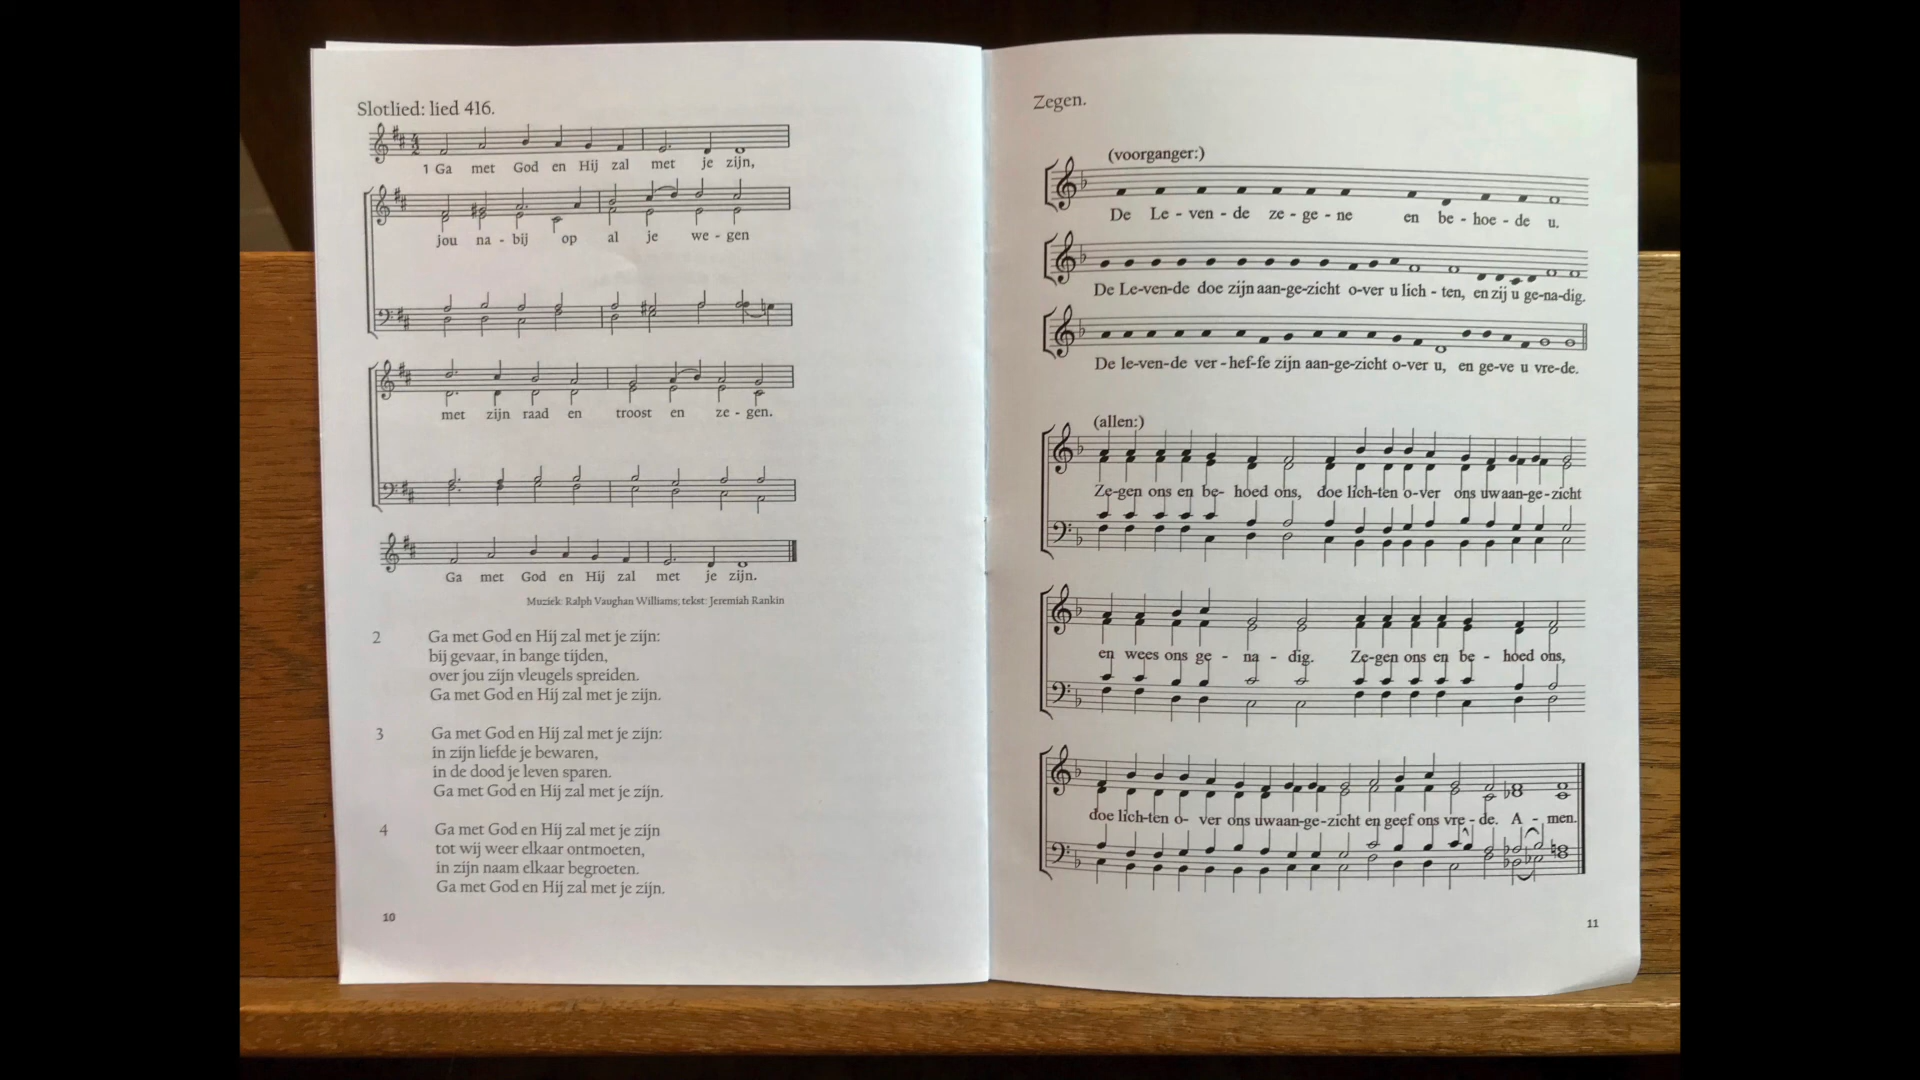 Slotlied: lied 416.
1 Ga met God en Hij zal met je zijn,
jou na - bij op al je we - gen
met zijn raad en troost en ze - gen.
Ga met God en Hij zal met je zijn.
Muziek: Ralph Vaughan Williams; tekst: Jeremiah Rankin
2 Ga met God en Hij zal met je zijn:
bij gevaar, in bange tijden,
over jou zijn vleugels spreiden.
Ga met God en Hij zal met je zijn.
3 Ga met God en Hij zal met je zijn:
in zijn liefde je bewaren,
in de dood je leven sparen.
Ga met God en Hij zal met je zijn.
4 Ga met God en Hij zal met je zijn
tot wij weer elkaar ontmoeten,
in zijn naam elkaar begroeten.
Ga met God en Hij zal met je zijn.
10
Zegen.
(voorganger:)
De Le - ven - de ze - ge - ne en be - hoe - de u.
De Le-ven-de doe zijn aan-ge-zicht o-ver u lich - ten, en zij u ge-na-dig.
De le-ven-de ver - hef-fe zijn aan-ge-zicht o-ver u, en ge-ve u vre-de.
(allen:)
Ze-gen ons en be- hoed ons, doe lich-ten o-ver ons uw aan-ge-zicht
en wees ons ge - na - dig. Ze-gen ons en be - hoed ons,
doe lich-ten o- ver ons uw aan-ge-zicht en geef ons vre - de. A - men.
11